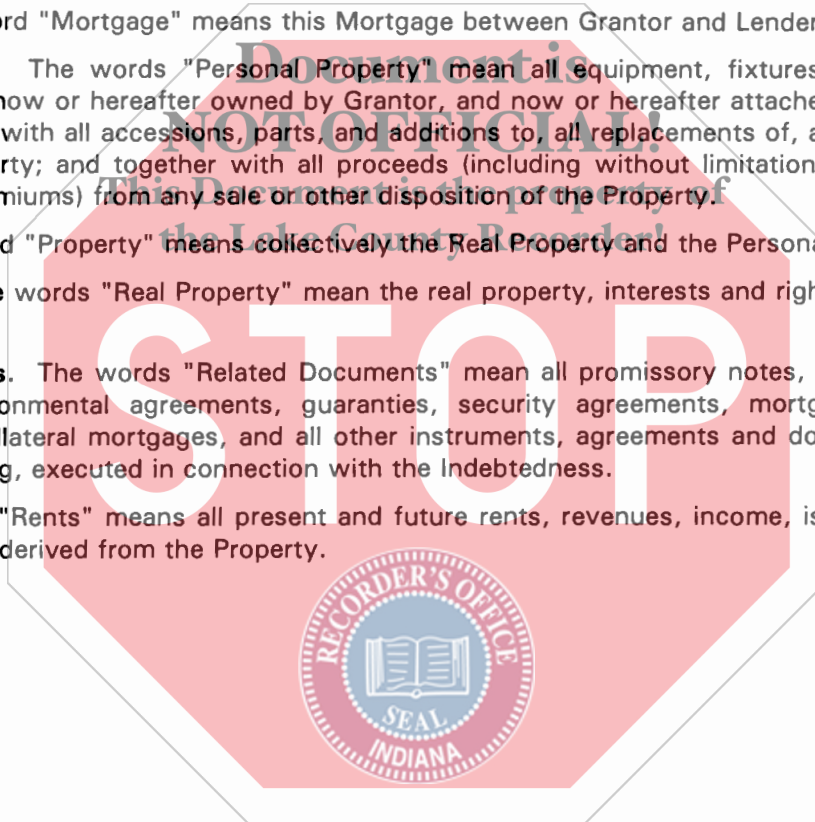 ord "Mortgage" means this Mortgage between Grantor and Lender
Document is
The words "Personal Property" mean all equipment, fixtures
now or hereafter owned by Grantor, and now or hereafter attache
NOT OFFICIAL!
with all accessions, parts, and additions to, all replacements of, a
rty; and together with all proceeds (including without limitation
This Document is the property of
miums) from any sale or other disposition of the Property.
the Lake County Recorder!
d "Property" means collectively the Real Property and the Persona
e words "Real Property" mean the real property, interests and righ
STOP
s. The words "Related Documents" mean all promissory notes,
onmental agreements, guaranties, security agreements, mortg
llateral mortgages, and all other instruments, agreements and do
g, executed in connection with the Indebtedness.
"Rents" means all present and future rents, revenues, income, is
derived from the Property.
RECORDER'S OFFICE
SEAL
INDIANA